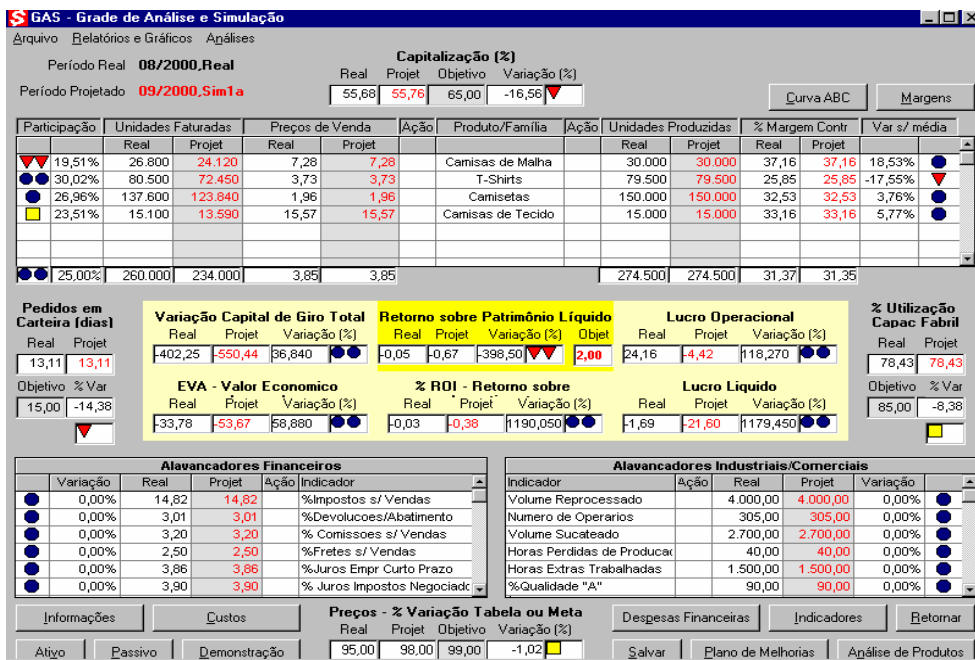 GAS - Grade de Análise e Simulação
Arquivo Relatórios e Gráficos Análises
Capitalização (%)
Período Real 08/2000,Real
Real Projet Objetivo Variação (%)
Período Projetado 09/2000,Sim1a
55,68 55,76 65,00 -16,56
Curva ABC Margens
Participação Unidades Faturadas Preços de Venda Ação Produto/Família Ação Unidades Produzidas % Margem Contr Var s/ média
Real Projet Real Projet Real Projet Real Projet
19,51% 26.800 24.120 7,28 7,28 Camisas de Malha 30.000 30.000 37,16 37,16 18,53%
30,02% 80.500 72.450 3,73 3,73 T-Shirts 79.500 79.500 25,85 25,85 -17,55%
26,96% 137.600 123.840 1,96 1,96 Camisetas 150.000 150.000 32,53 32,53 3,76%
23,51% 15.100 13.590 15,57 15,57 Camisas de Tecido 15.000 15.000 33,16 33,16 5,77%
25,00% 260.000 234.000 3,85 3,85 274.500 274.500 31,37 31,35
Pedidos em
Carteira (dias)
Real Projet
13,11 13,11
Objetivo % Var
15,00 -14,38
Variação Capital de Giro Total
Real Projet Variação (%)
-402,25 -550,44 36,840
Retorno sobre Patrimônio Líquido
Real Projet Variação (%) Objet
-0,05 -0,67 -398,50 2,00
Lucro Operacional
Real Projet Variação (%)
24,16 -4,42 118,270
EVA - Valor Economico
Real Projet Variação (%)
-33,78 -53,67 58,880
% ROI - Retorno sobre
Real Projet Variação (%)
-0,03 -0,38 1190,050
Lucro Liquido
Real Projet Variação (%)
-1,69 -21,60 1179,450
% Utilização
Capac Fabril
Real Projet
78,43 78,43
Objetivo % Var
85,00 -8,38
Alavancadores Financeiros
Variação Real Projet Ação Indicador
0,00% 14,82 14,82 %Impostos s/ Vendas
0,00% 3,01 3,01 %Devolucoes/Abatimento
0,00% 3,20 3,20 % Comissoes s/ Vendas
0,00% 2,50 2,50 %Fretes s/ Vendas
0,00% 3,86 3,86 %Juros Empr Curto Prazo
0,00% 3,90 3,90 % Juros Impostos Negociadc
Alavancadores Industriais/Comerciais
Indicador Ação Real Projet Variação
Volume Reprocessado 4.000,00 4.000,00 0,00%
Numero de Operarios 305,00 305,00 0,00%
Volume Sucateado 2.700,00 2.700,00 0,00%
Horas Perdidas de Producac 40,00 40,00 0,00%
Horas Extras Trabalhadas 1.500,00 1.500,00 0,00%
%Qualidade "A" 90,00 90,00 0,00%
Informações Custos
Preços - % Variação Tabela ou Meta
Real Projet Objetivo Variação (%)
95,00 98,00 99,00 -1,02
Despesas Financeiras Indicadores Retornar
Ativo Passivo Demonstração
Salvar Plano de Melhorias Análise de Produtos